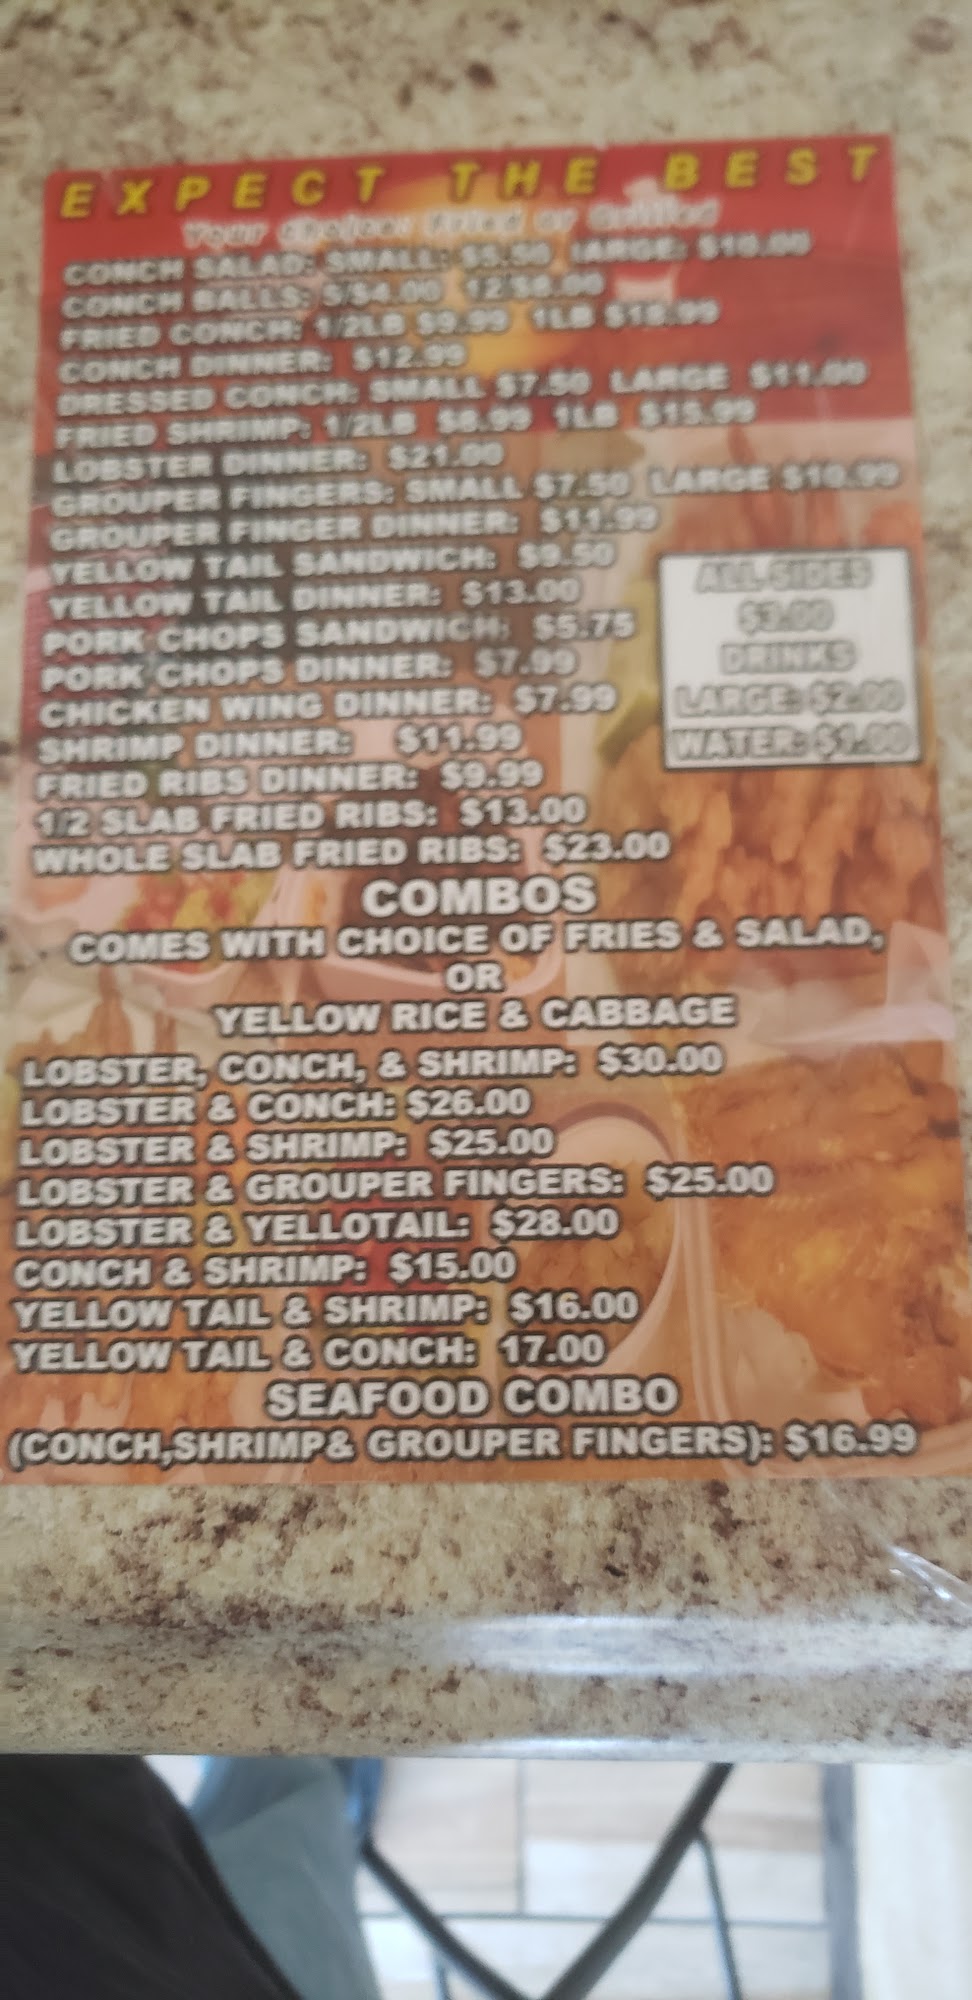 EXPECT THE BEST
Your Choice: Fried or Grilled
CONCH SALAD: SMALL: $5.50 LARGE: $10.00
CONCH BALLS:
FRIED CONCH: 1/2LB $9.99 1LB $18.99
CONCH DINNER: $12.99
DRESSED CONCH: SMALL $7.50 LARGE $11.00
FRIED SHRIMP: 1/2LB $8.99 1LB $15.99
LOBSTER DINNER: $21.00
GROUPER FINGERS: SMALL $7.50 LARGE $10.99
GROUPER FINGER DINNER: $11.99
YELLOW TAIL SANDWICH: $9.50
YELLOW TAIL DINNER: $13.00
PORK CHOPS SANDWICH: $5.75
PORK CHOPS DINNER: $7.99
CHICKEN WING DINNER: $7.99
SHRIMP DINNER: $11.99
FRIED RIBS DINNER: $9.99
1/2 SLAB FRIED RIBS: $13.00
WHOLE SLAB FRIED RIBS: $23.00
ALL SIDES
$3.00
DRINKS
LARGE: $2.00
WATER: $1.00
COMBOS
COMES WITH CHOICE OF FRIES & SALAD,
OR
YELLOW RICE & CABBAGE
LOBSTER, CONCH, & SHRIMP: $30.00
LOBSTER & CONCH: $26.00
LOBSTER & SHRIMP: $25.00
LOBSTER & GROUPER FINGERS: $25.00
LOBSTER & YELLOTAIL: $28.00
CONCH & SHRIMP: $15.00
YELLOW TAIL & SHRIMP: $16.00
YELLOW TAIL & CONCH: 17.00
SEAFOOD COMBO
(CONCH,SHRIMP& GROUPER FINGERS): $16.99